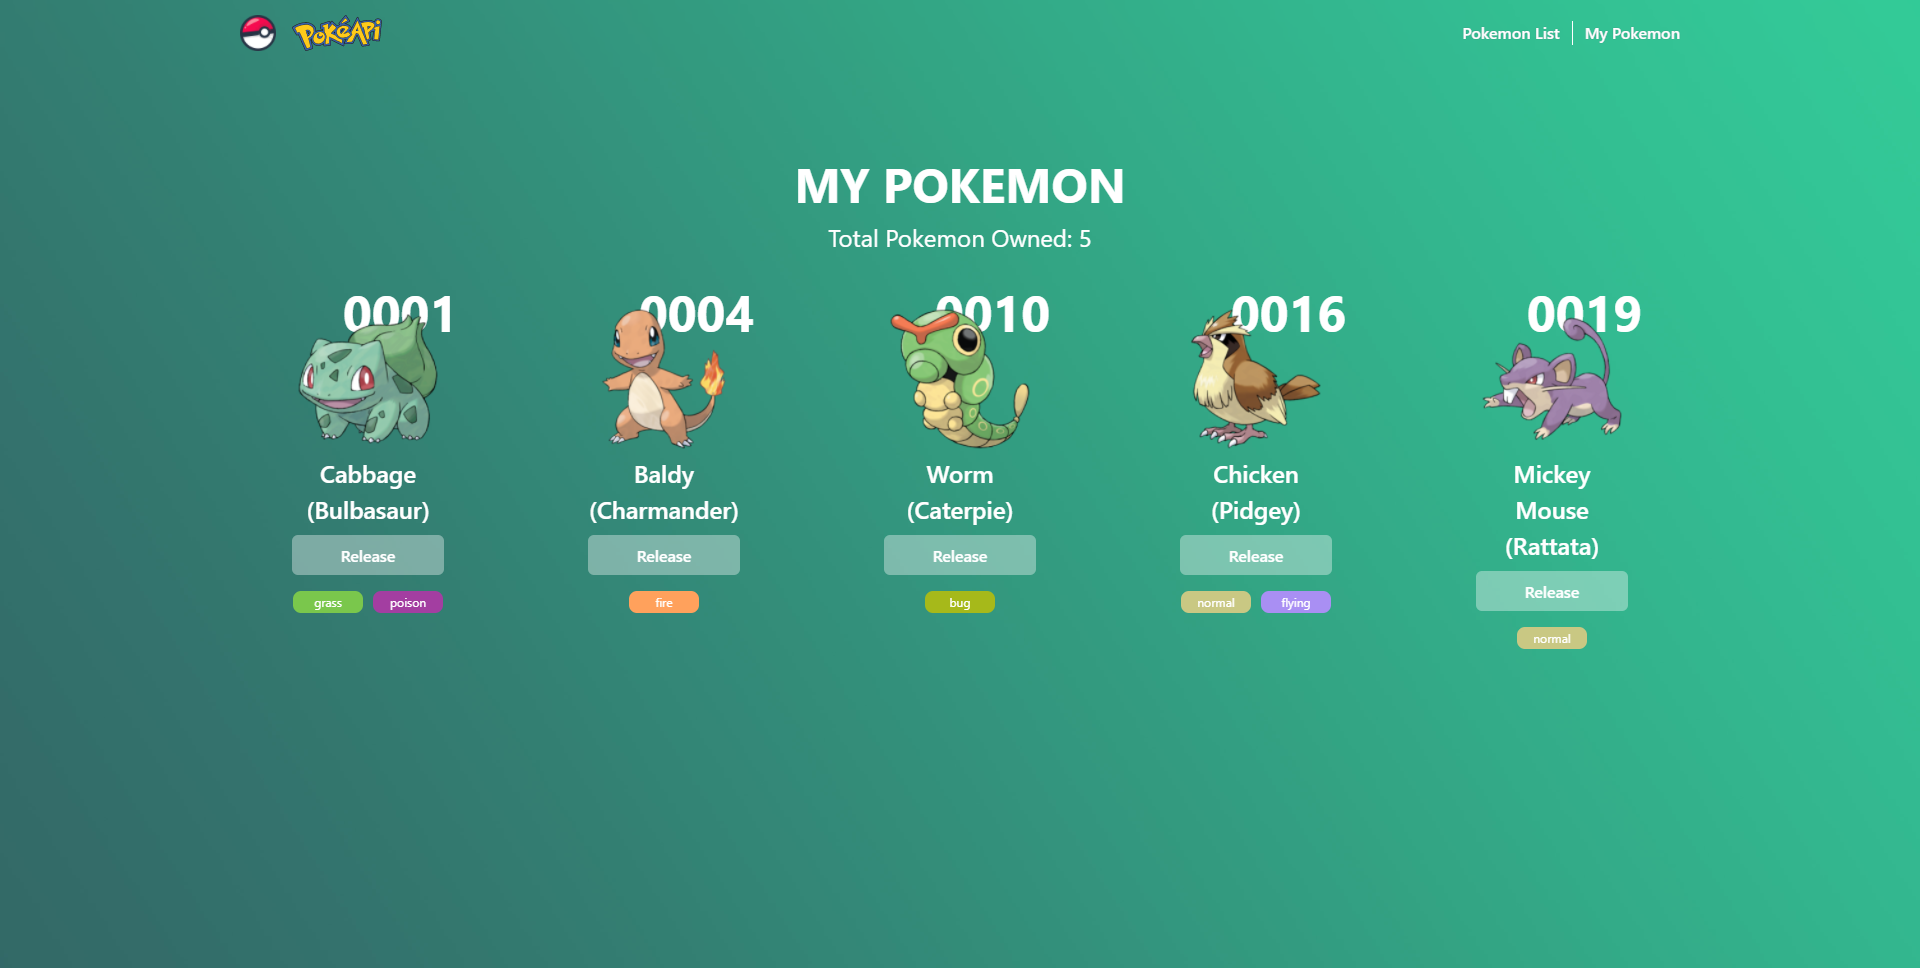 PokéApi
Pokemon List
My Pokemon
MY POKEMON
Total Pokemon Owned: 5
0001
Cabbage
(Bulbasaur)
Release
grass
poison
0004
Baldy
(Charmander)
Release
fire
0010
Worm
(Caterpie)
Release
bug
0016
Chicken
(Pidgey)
Release
normal
flying
0019
Mickey
Mouse
(Rattata)
Release
normal